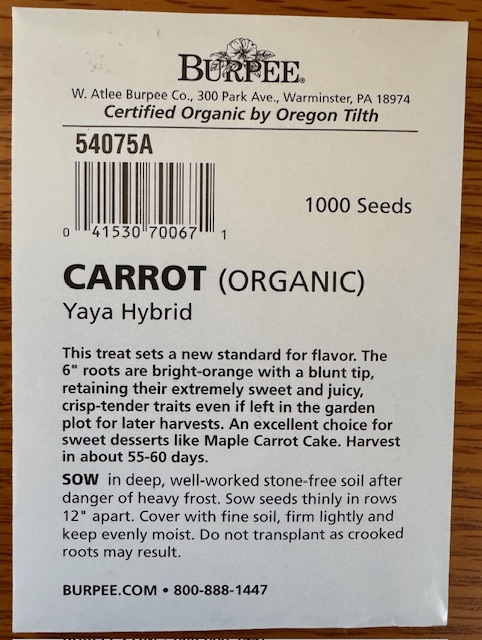 BURPEE®
W. Atlee Burpee Co., 300 Park Ave., Warminster, PA 18974
Certified Organic by Oregon Tilth
54075A
0 41530 70067 1
1000 Seeds
CARROT (ORGANIC)
Yaya Hybrid
This treat sets a new standard for flavor. The
6" roots are bright-orange with a blunt tip,
retaining their extremely sweet and juicy,
crisp-tender traits even if left in the garden
plot for later harvests. An excellent choice for
sweet desserts like Maple Carrot Cake. Harvest
in about 55-60 days.
SOW in deep, well-worked stone-free soil after
danger of heavy frost. Sow seeds thinly in rows
12" apart. Cover with fine soil, firm lightly and
keep evenly moist. Do not transplant as crooked
roots may result.
BURPEE.COM • 800-888-1447